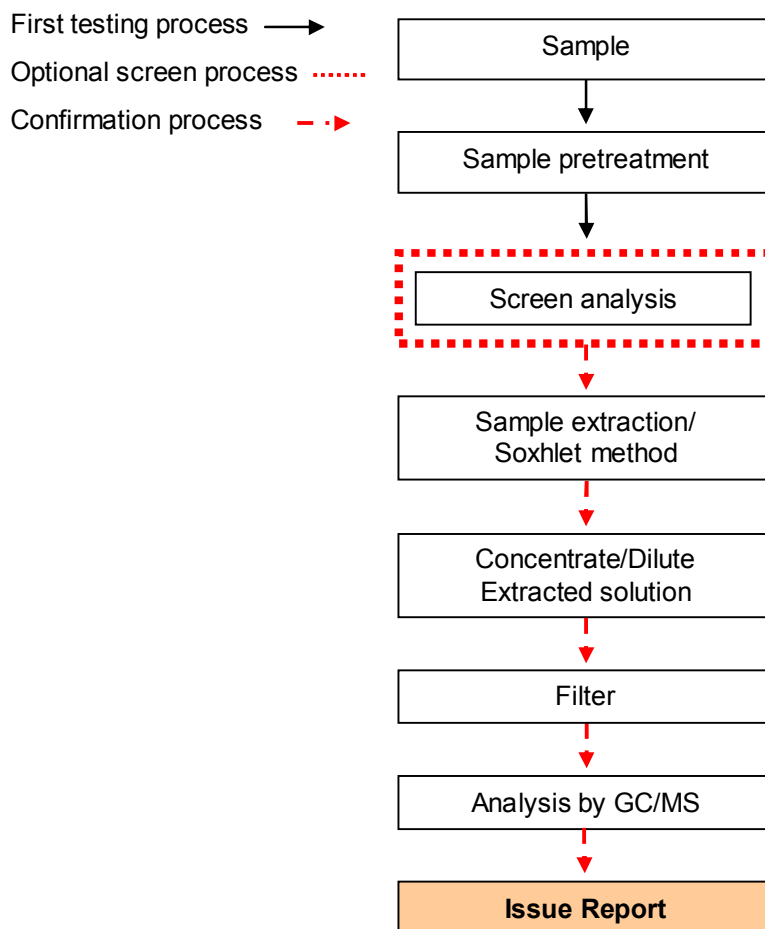 First testing process
Optional screen process
Confirmation process
Sample
Sample pretreatment
Screen analysis
Sample extraction/
Soxhlet method
Concentrate/Dilute
Extracted solution
Filter
Analysis by GC/MS
Issue Report